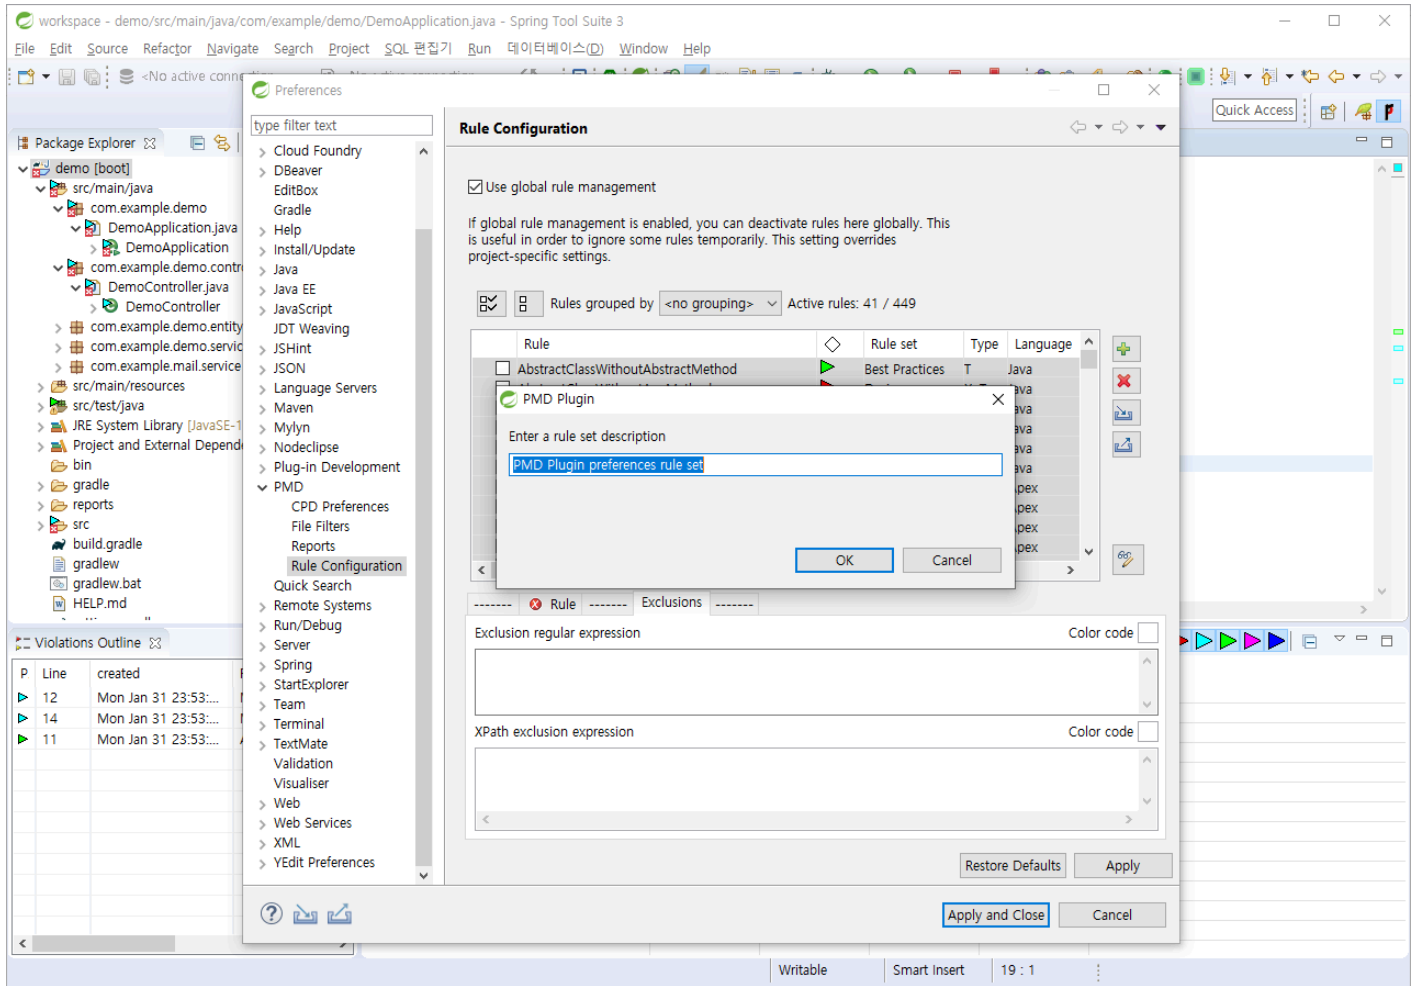 workspace - demo/src/main/java/com/example/demo/DemoApplication.java - Spring Tool Suite 3
File Edit Source Refactor Navigate Search Project SQL 편집기 Run 데이터베이스(D) Window Help
<No active conn
Quick Access
Package Explorer
demo [boot]
src/main/java
com.example.demo
DemoApplication.java
DemoApplication
com.example.demo.contr
DemoController.java
DemoController
com.example.demo.entity
com.example.demo.servic
com.example.mail.service
src/main/resources
src/test/java
JRE System Library [JavaSE-1
Project and External Depende
bin
gradle
reports
src
build.gradle
gradlew
gradlew.bat
HELP.md
Violations Outline
P Line created
12 Mon Jan 31 23:53:...
14 Mon Jan 31 23:53:...
11 Mon Jan 31 23:53:...
Preferences
type filter text
Cloud Foundry
DBeaver
EditBox
Gradle
Help
Install/Update
Java
Java EE
JavaScript
JDT Weaving
JSHint
JSON
Language Servers
Maven
Mylyn
Nodeclipse
Plug-in Development
PMD
CPD Preferences
File Filters
Reports
Rule Configuration
Quick Search
Remote Systems
Run/Debug
Server
Spring
StartExplorer
Team
Terminal
TextMate
Validation
Visualiser
Web
Web Services
XML
YEdit Preferences
Rule Configuration
Use global rule management
If global rule management is enabled, you can deactivate rules here globally. This
is useful in order to ignore some rules temporarily. This setting overrides
project-specific settings.
Rules grouped by <no grouping> Active rules: 41 / 449
Rule Rule set Type Language
AbstractClassWithoutAbstractMethod Best Practices T Java
PMD Plugin
Enter a rule set description
PMD Plugin preferences rule set
OK Cancel
------- Rule ------- Exclusions -------
Exclusion regular expression Color code
XPath exclusion expression Color code
Restore Defaults Apply
Apply and Close Cancel
Writable Smart Insert 19 : 1